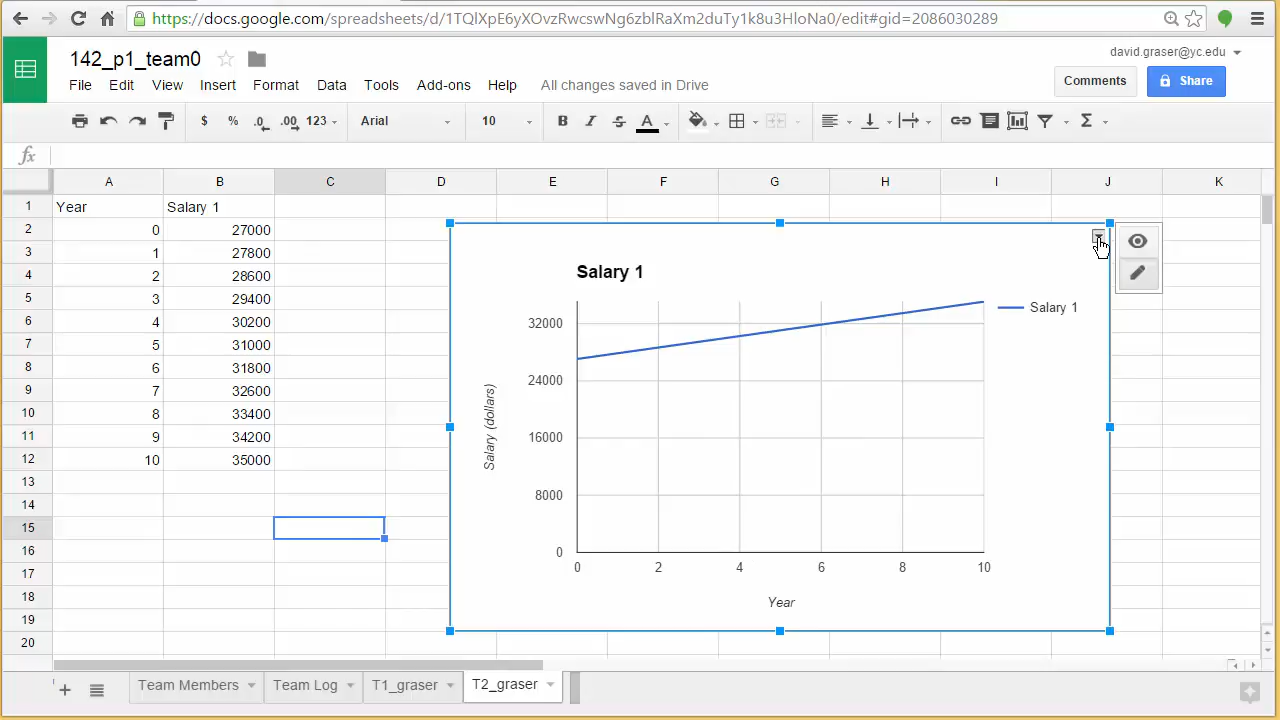 https://docs.google.com/spreadsheets/d/1TQlXpE6yXOvzRwcswNg6zblRaXm2duTy1k8u3HloNa0/edit#gid=2086030289
142_p1_team0
david.graser@yc.edu
File Edit View Insert Format Data Tools Add-ons Help All changes saved in Drive
Comments Share
$ % .0 .00 123 Arial 10 B I S A Σ
fx
A B C D E F G H I J K
1 Year Salary 1
2 0 27000
3 1 27800
4 2 28600
5 3 29400
6 4 30200
7 5 31000
8 6 31800
9 7 32600
10 8 33400
11 9 34200
12 10 35000
13
14
15
16
17
18
19
20
Salary 1
Salary 1
32000
24000
16000
8000
0
Salary (dollars)
0 2 4 6 8 10
Year
Team Members Team Log T1_graser T2_graser